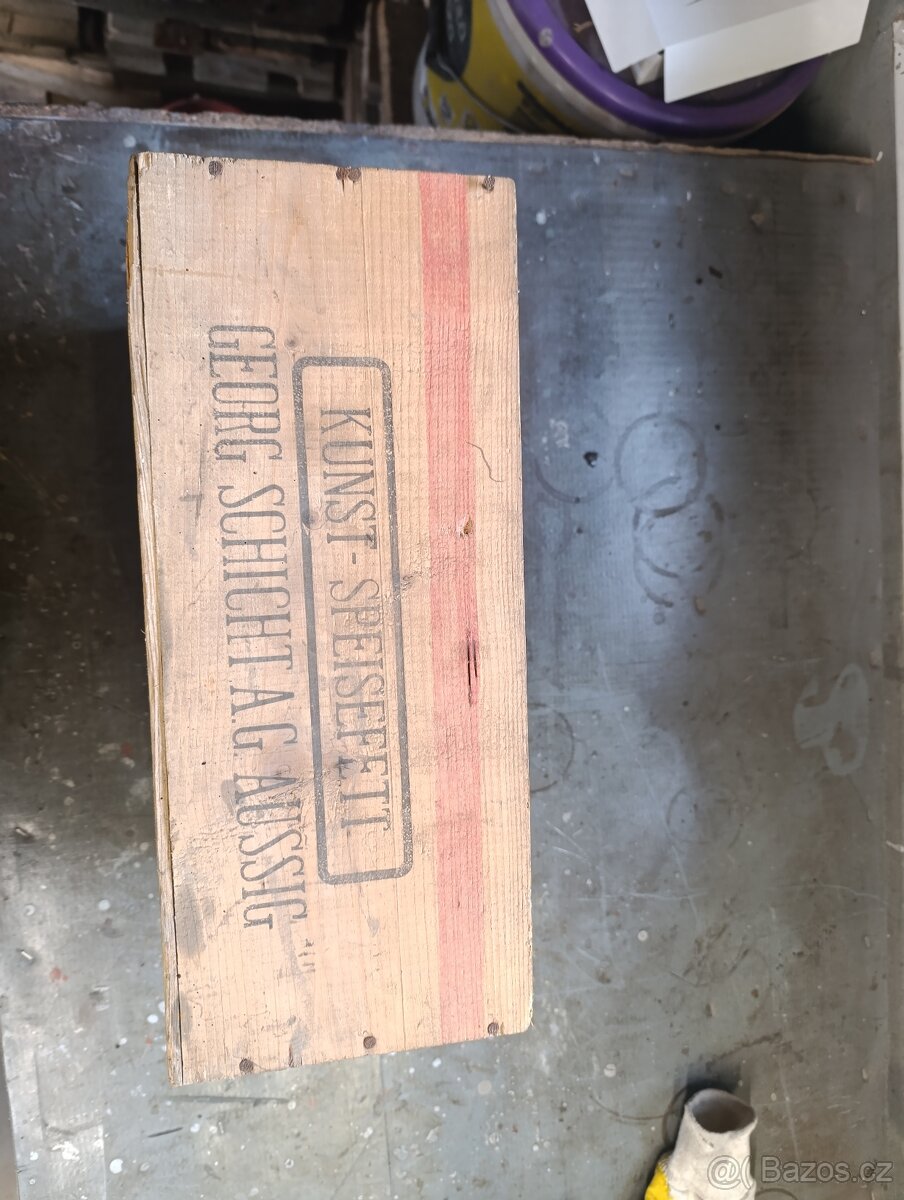 KUNST-SPEISEFETT
GEORG SCHICHT A.G. AUSSIG
@( Bazos.cz